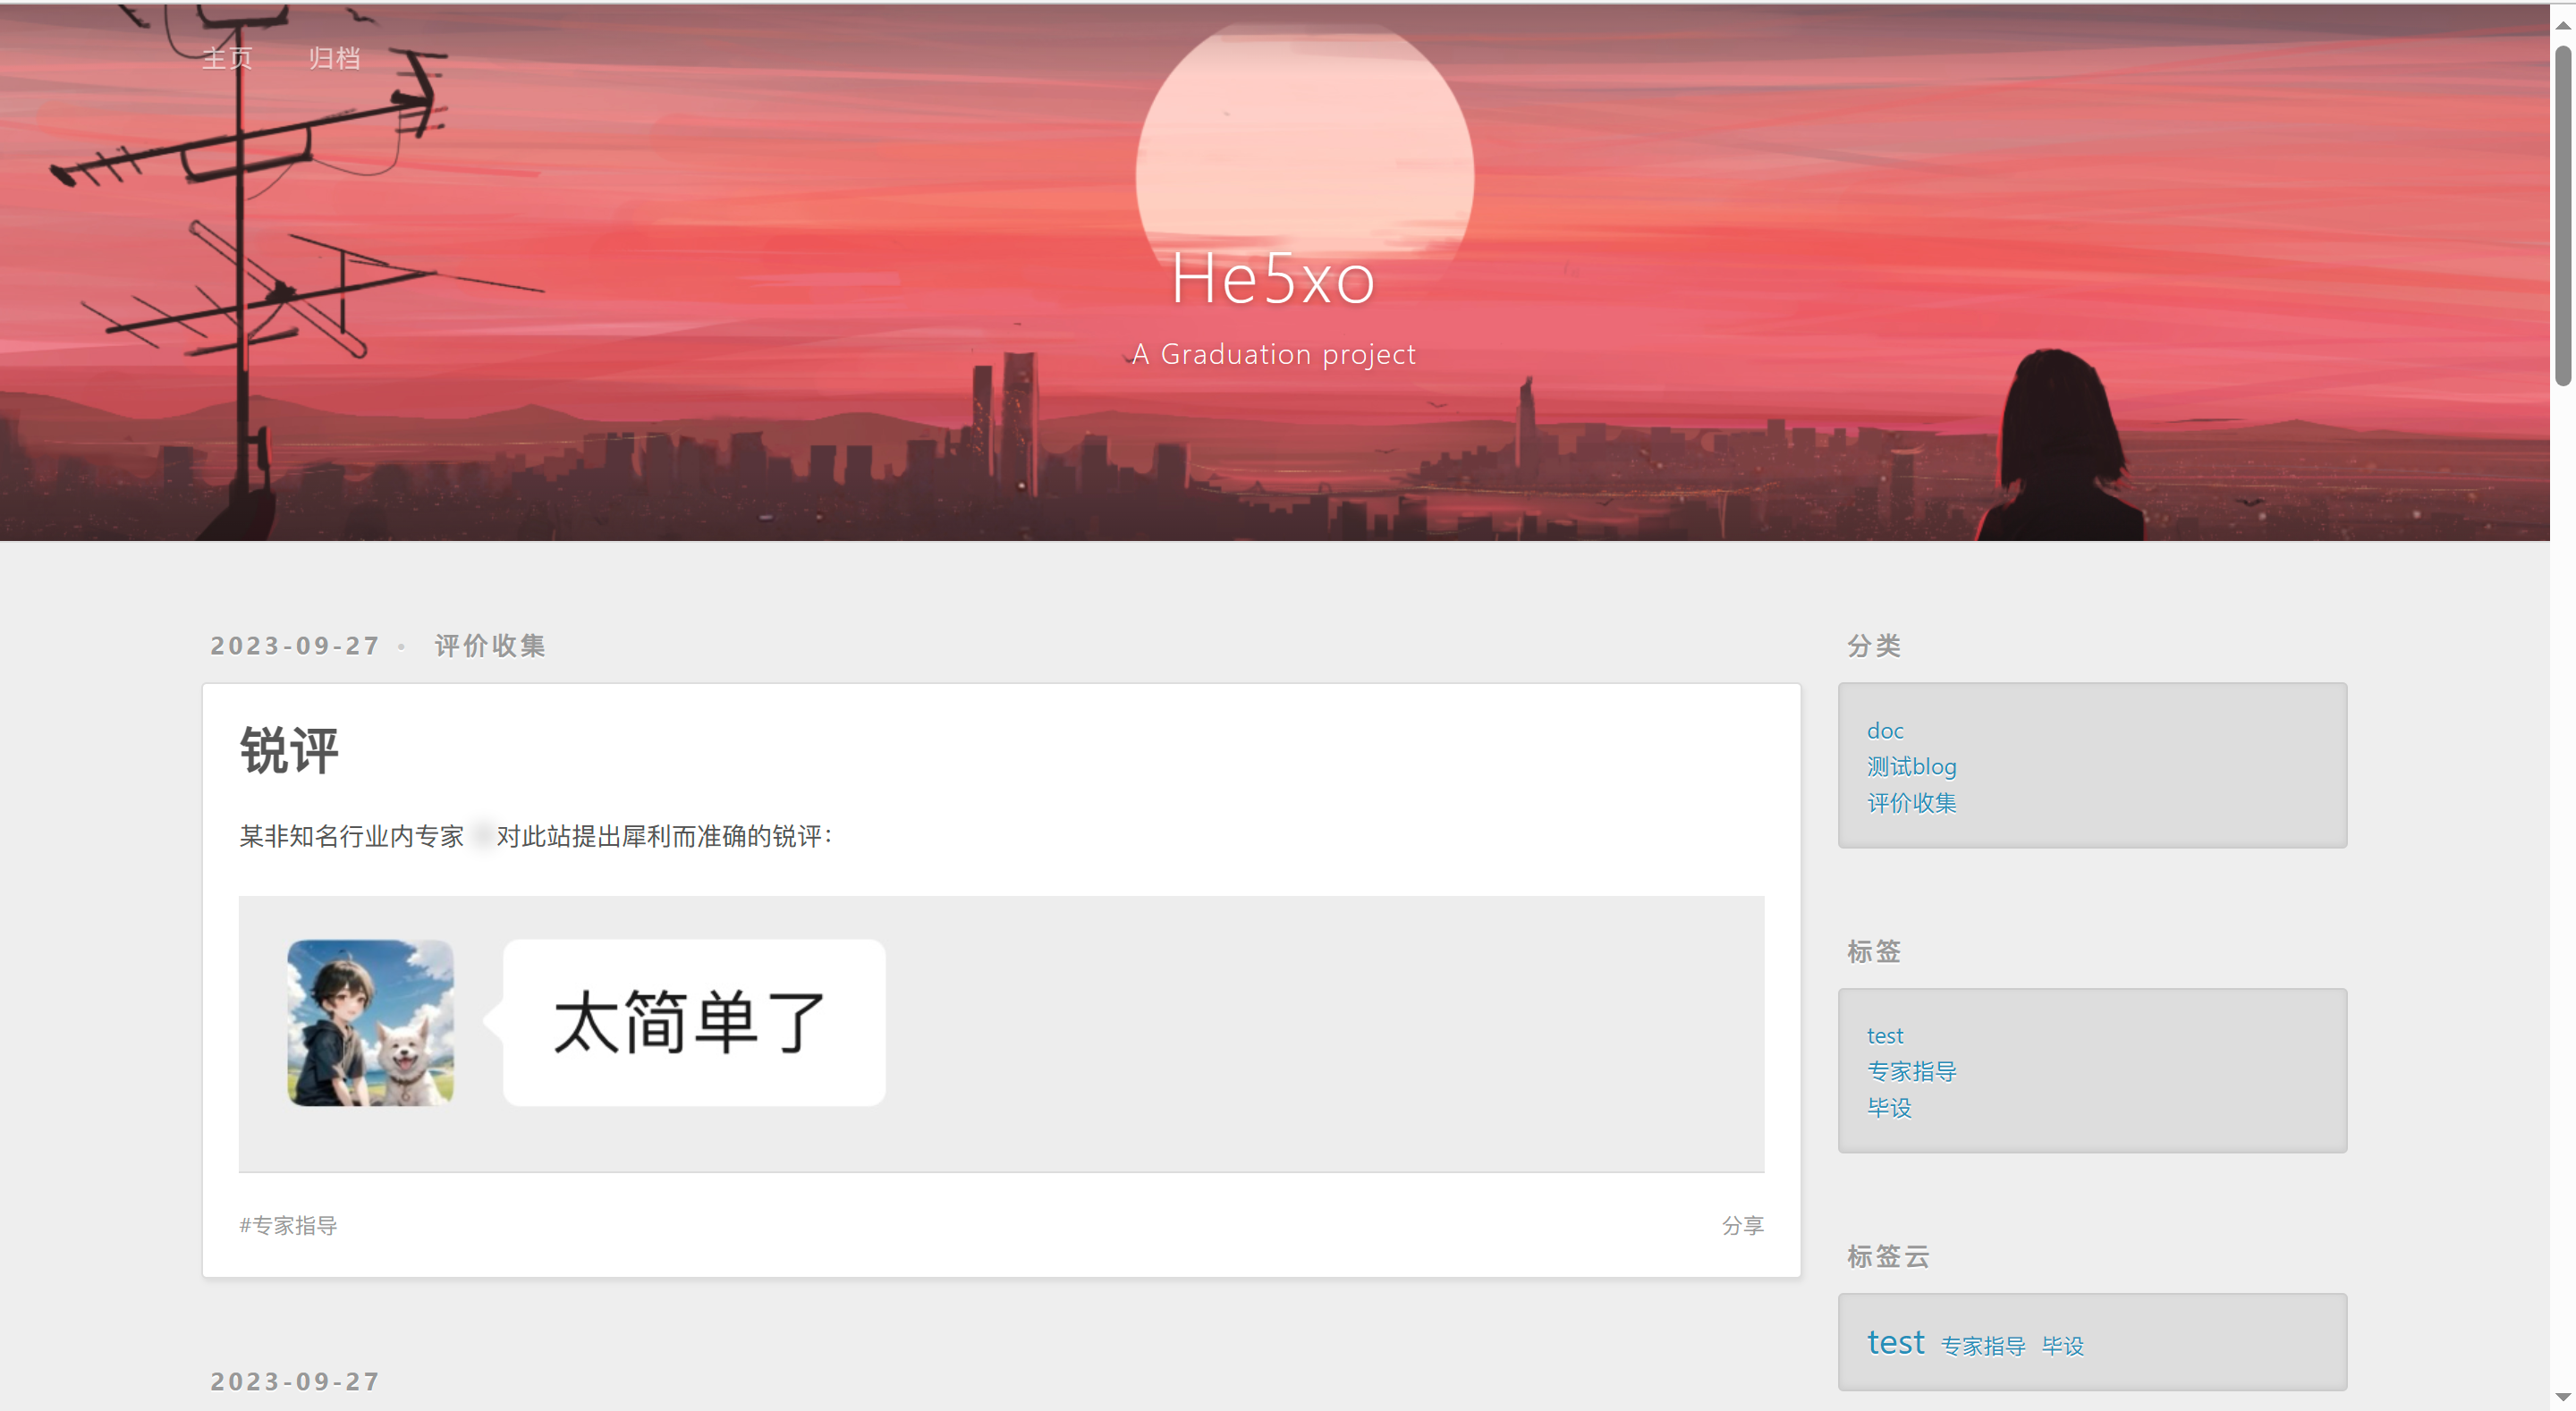 主页 归档
He5xo
A Graduation project
2023-09-27 • 评价收集
锐评
某非知名行业内专家 对此站提出犀利而准确的锐评：
太简单了
#专家指导 分享
2023-09-27
分类
doc
测试blog
评价收集
标签
test
专家指导
毕设
标签云
test 专家指导 毕设